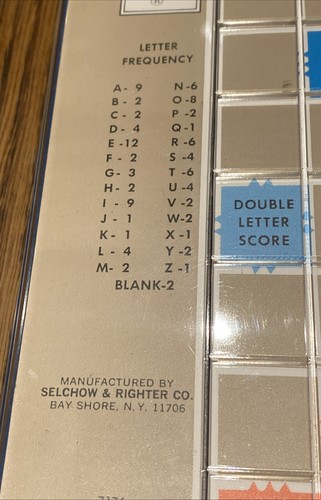 ®
LETTER
FREQUENCY
A- 9 N-6
B- 2 O-8
C- 2 P-2
D- 4 Q-1
E-12 R-6
F- 2 S-4
G- 3 T-6
H- 2 U-4
I - 9 V-2
J- 1 W-2
K- 1 X-1
L- 4 Y-2
M- 2 Z-1
BLANK-2
DOUBLE
LETTER
SCORE
MANUFACTURED BY
SELCHOW & RIGHTER CO.
BAY SHORE, N.Y. 11706